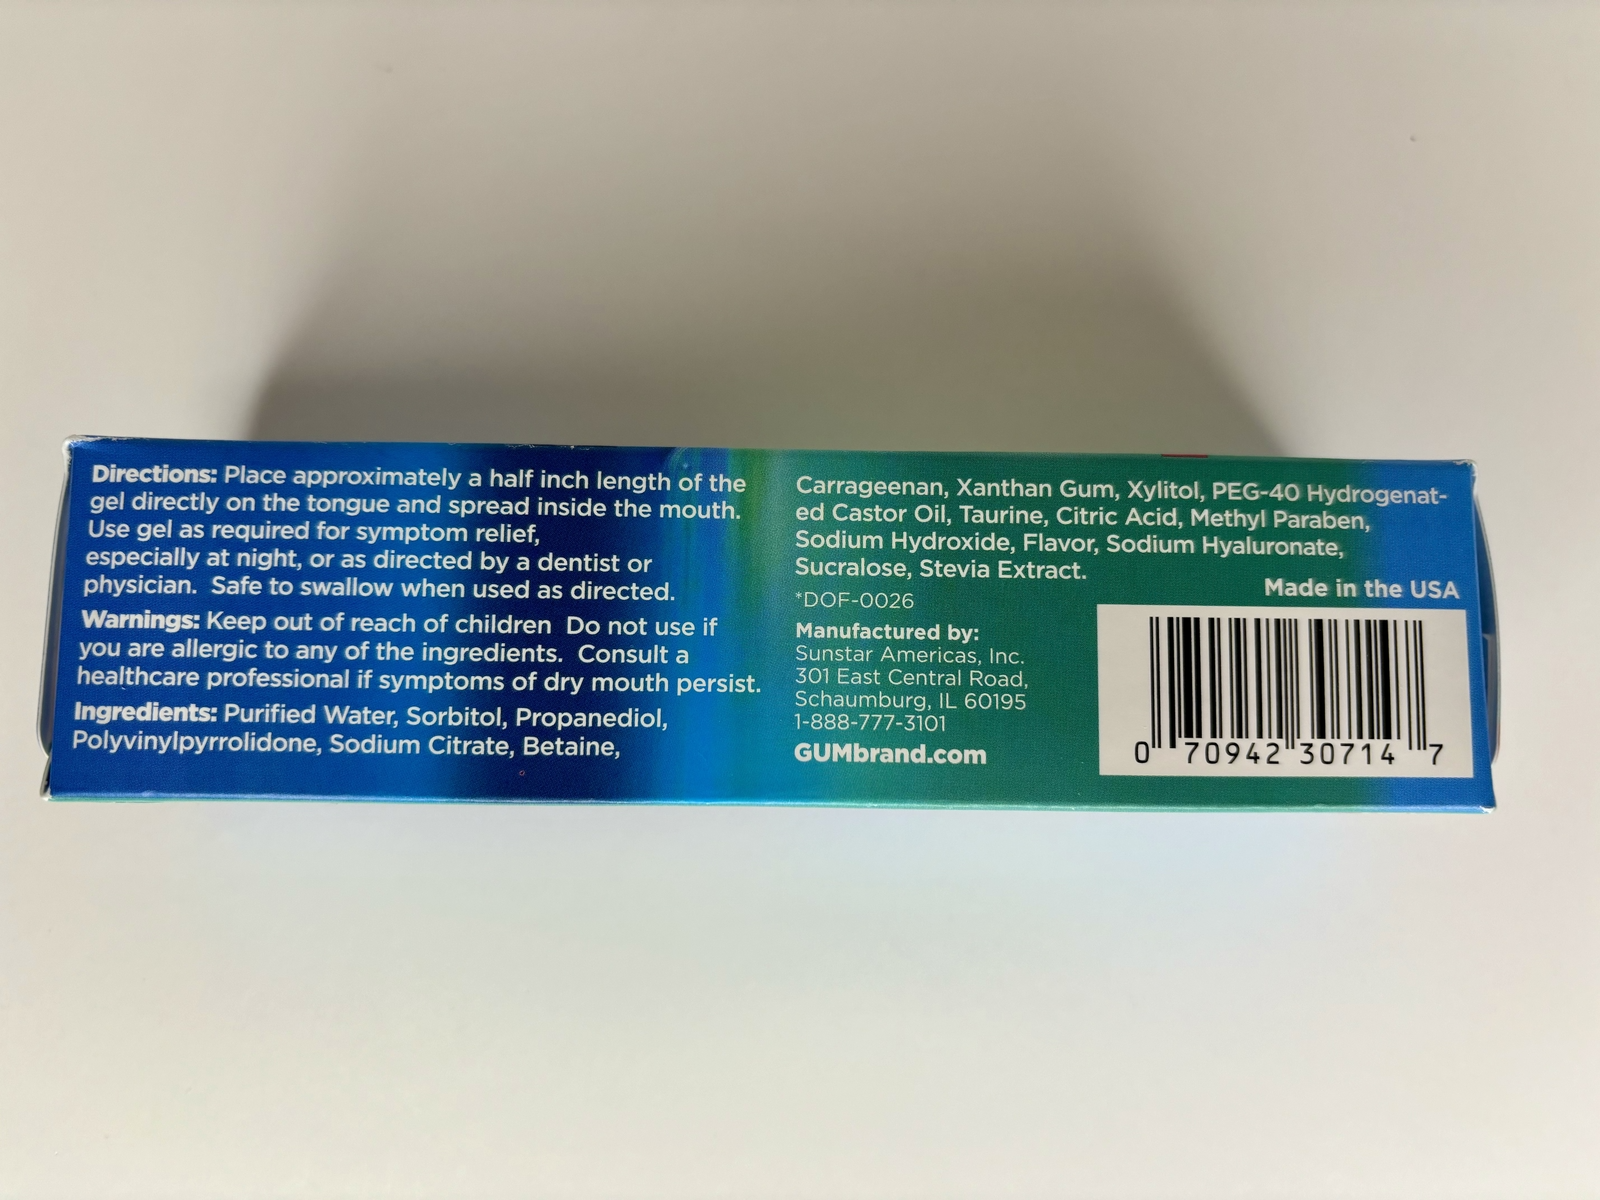 Directions: Place approximately a half inch length of the
gel directly on the tongue and spread inside the mouth.
Use gel as required for symptom relief,
especially at night, or as directed by a dentist or
physician. Safe to swallow when used as directed.
Warnings: Keep out of reach of children Do not use if
you are allergic to any of the ingredients. Consult a
healthcare professional if symptoms of dry mouth persist.
Ingredients: Purified Water, Sorbitol, Propanediol,
Polyvinylpyrrolidone, Sodium Citrate, Betaine,
Carrageenan, Xanthan Gum, Xylitol, PEG-40 Hydrogenat-
ed Castor Oil, Taurine, Citric Acid, Methyl Paraben,
Sodium Hydroxide, Flavor, Sodium Hyaluronate,
Sucralose, Stevia Extract.
*DOF-0026
Manufactured by:
Sunstar Americas, Inc.
301 East Central Road,
Schaumburg, IL 60195
1-888-777-3101
GUMbrand.com
Made in the USA
0 70942 30714 7